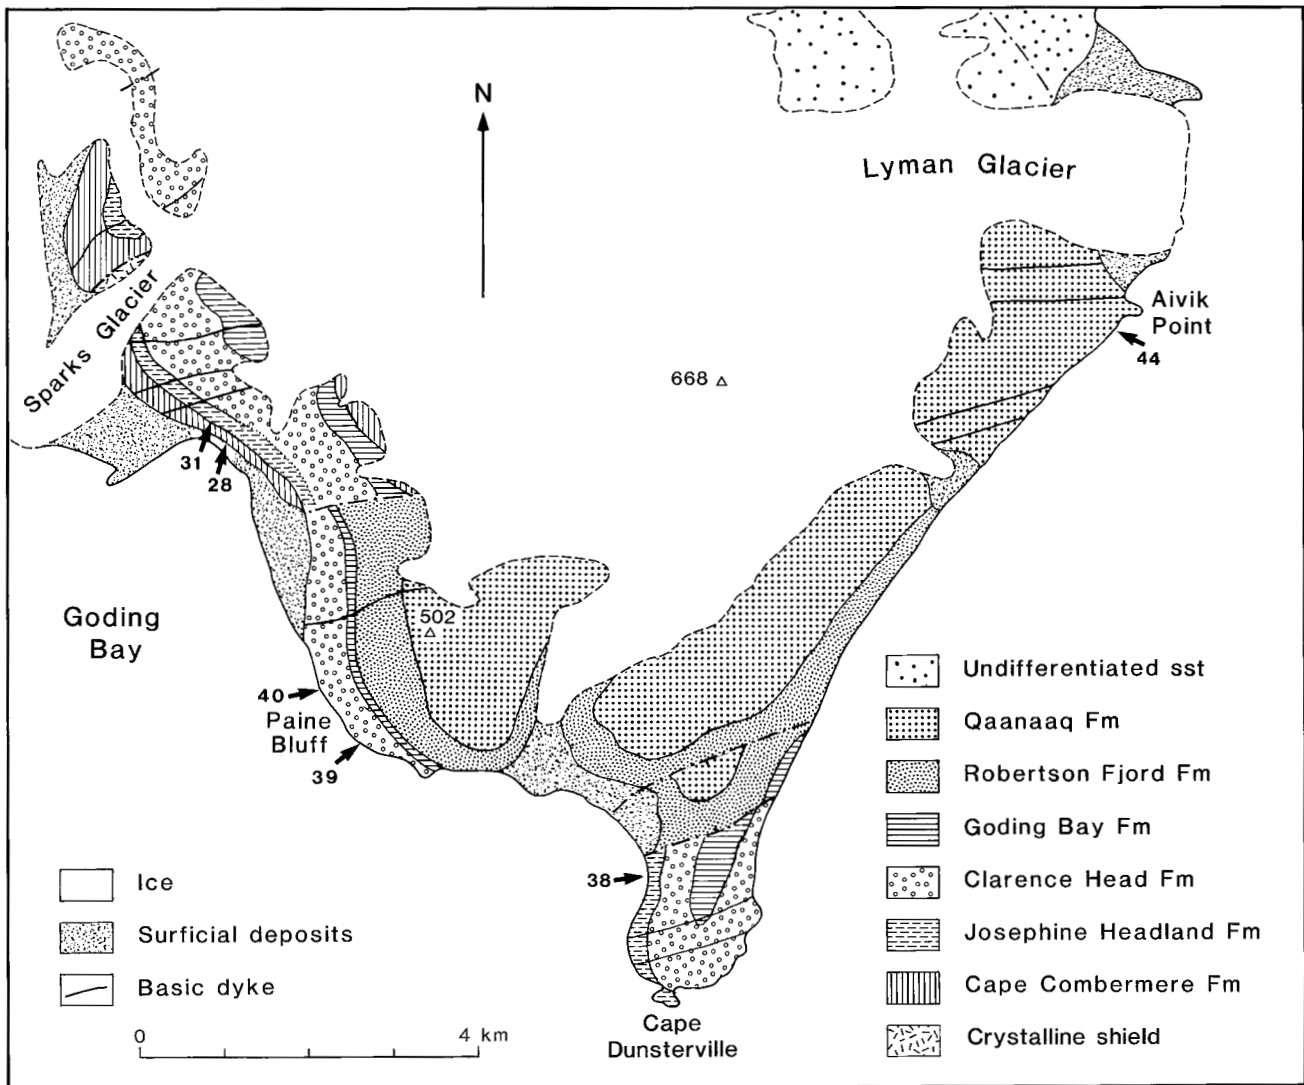 N
Lyman Glacier
Sparks Glacier
Aivik
Point
44
668
31
28
502
Goding
Bay
40
Paine
Bluff
39
38
Undifferentiated sst
Qaanaaq Fm
Robertson Fjord Fm
Goding Bay Fm
Clarence Head Fm
Josephine Headland Fm
Cape Combermere Fm
Crystalline shield
Ice
Surficial deposits
Basic dyke
0 4 km
Cape
Dunsterville